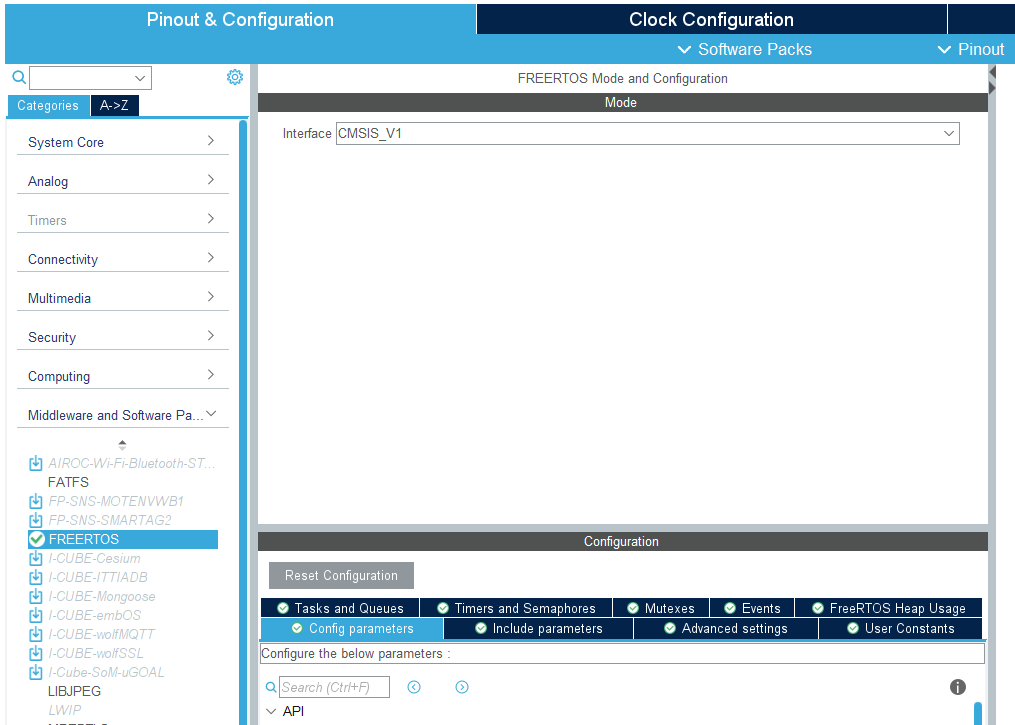 Pinout & Configuration
Clock Configuration
Software Packs
Pinout
Categories
A->Z
System Core
Analog
Timers
Connectivity
Multimedia
Security
Computing
Middleware and Software Pa...
AIROC-Wi-Fi-Bluetooth-ST...
FATFS
FP-SNS-MOTENVWB1
FP-SNS-SMARTAG2
FREERTOS
I-CUBE-Cesium
I-CUBE-ITTIADB
I-CUBE-Mongoose
I-CUBE-embOS
I-CUBE-wolfMQTT
I-CUBE-wolfSSL
I-Cube-SoM-uGOAL
LIBJPEG
LWIP
FREERTOS Mode and Configuration
Mode
Interface CMSIS_V1
Configuration
Reset Configuration
Tasks and Queues
Timers and Semaphores
Mutexes
Events
FreeRTOS Heap Usage
Config parameters
Include parameters
Advanced settings
User Constants
Configure the below parameters :
Search (Ctrl+F)
API